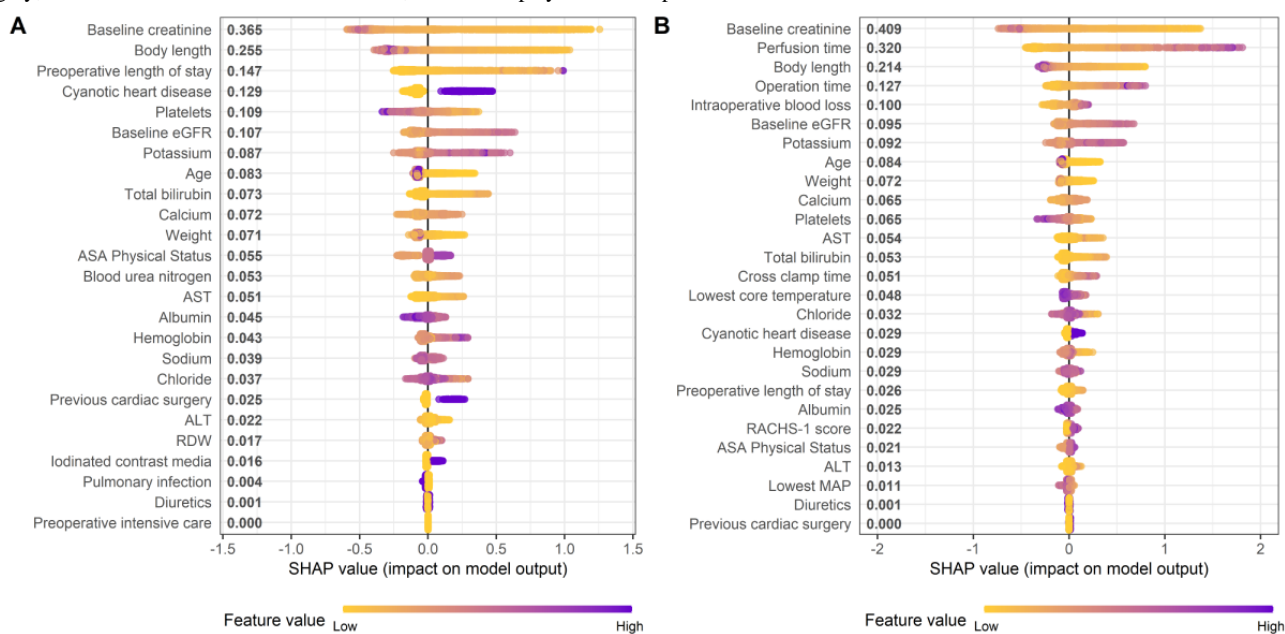 A
Baseline creatinine 0.365
Body length 0.255
Preoperative length of stay 0.147
Cyanotic heart disease 0.129
Platelets 0.109
Baseline eGFR 0.107
Potassium 0.087
Age 0.083
Total bilirubin 0.073
Calcium 0.072
Weight 0.071
ASA Physical Status 0.055
Blood urea nitrogen 0.053
AST 0.051
Albumin 0.045
Hemoglobin 0.043
Sodium 0.039
Chloride 0.037
Previous cardiac surgery 0.025
ALT 0.022
RDW 0.017
Iodinated contrast media 0.016
Pulmonary infection 0.004
Diuretics 0.001
Preoperative intensive care 0.000
-1.5 -1.0 -0.5 0.0 0.5 1.0 1.5
SHAP value (impact on model output)
Feature value Low High
B
Baseline creatinine 0.409
Perfusion time 0.320
Body length 0.214
Operation time 0.127
Intraoperative blood loss 0.100
Baseline eGFR 0.095
Potassium 0.092
Age 0.084
Weight 0.072
Calcium 0.065
Platelets 0.065
AST 0.054
Total bilirubin 0.053
Cross clamp time 0.051
Lowest core temperature 0.048
Chloride 0.032
Cyanotic heart disease 0.029
Hemoglobin 0.029
Sodium 0.029
Preoperative length of stay 0.026
Albumin 0.025
RACHS-1 score 0.022
ASA Physical Status 0.021
ALT 0.013
Lowest MAP 0.011
Diuretics 0.001
Previous cardiac surgery 0.000
-2 -1 0 1 2
SHAP value (impact on model output)
Feature value Low High